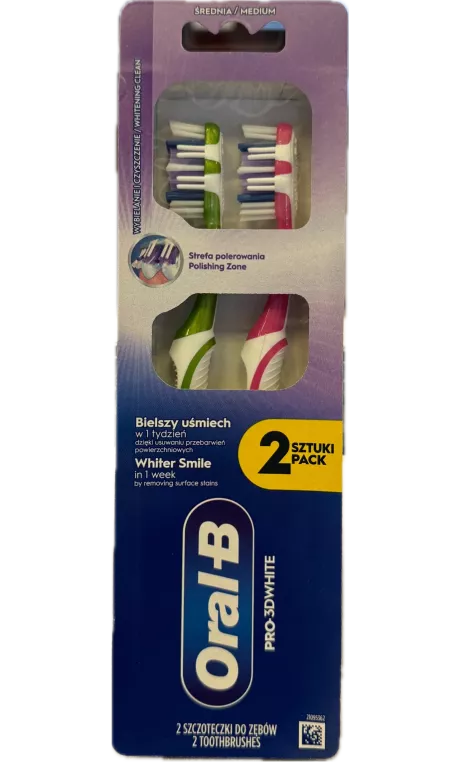 ŚREDNIA / MEDIUM
WYBIELANIE I CZYSZCZENIE / WHITENING CLEAN
Strefa polerowania
Polishing Zone
Bielszy uśmiech
w 1 tydzień
dzięki usuwaniu przebarwień
powierzchniowych
Whiter Smile
in 1 week
by removing surface stains
2 SZTUKI
PACK
Oral-B
PRO-3DWHITE
2 SZCZOTECZKI DO ZĘBÓW
2 TOOTHBRUSHES